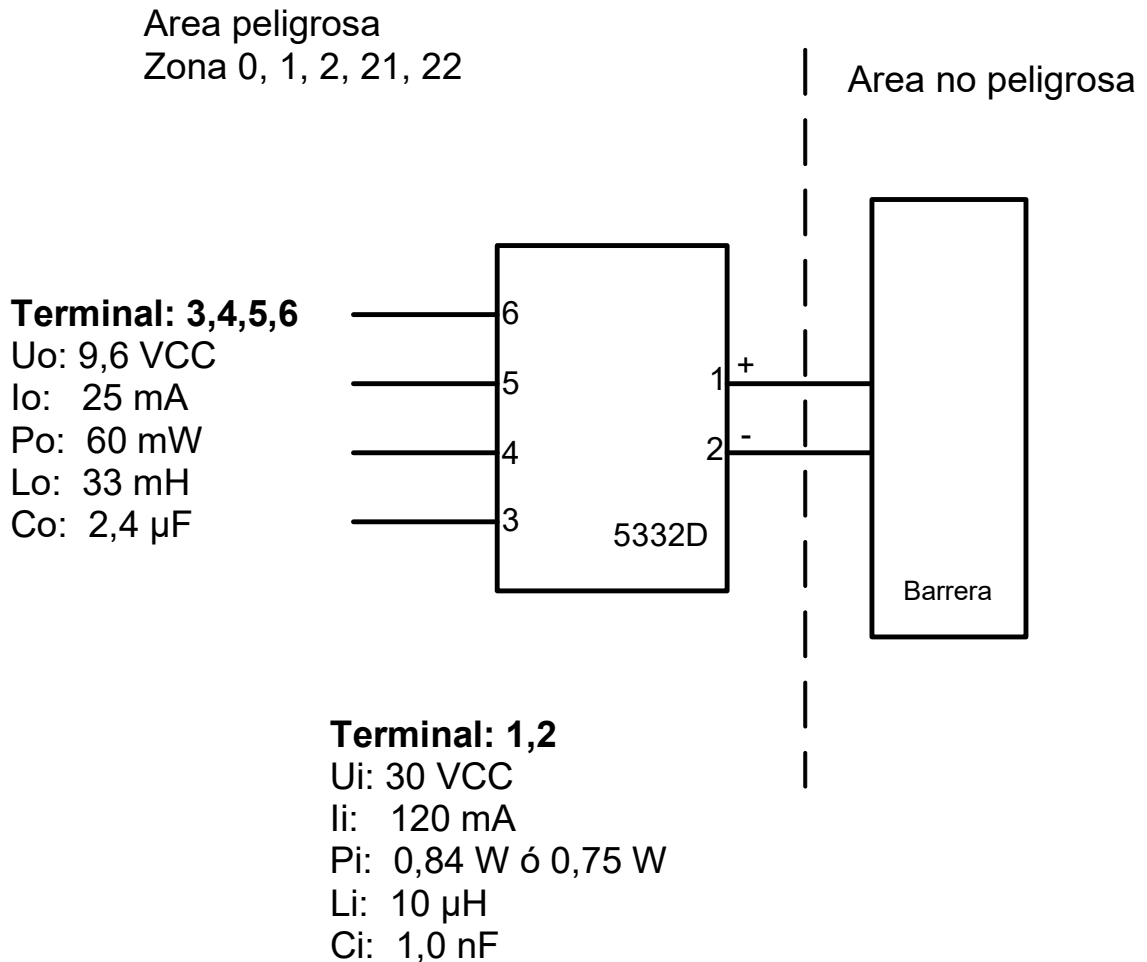 Area peligrosa
Zona 0, 1, 2, 21, 22
Area no peligrosa
Terminal: 3,4,5,6
Uo: 9,6 VCC
Io: 25 mA
Po: 60 mW
Lo: 33 mH
Co: 2,4 µF
6
5
4
3
1 +
2 -
5332D
Barrera
Terminal: 1,2
Ui: 30 VCC
Ii: 120 mA
Pi: 0,84 W ó 0,75 W
Li: 10 µH
Ci: 1,0 nF